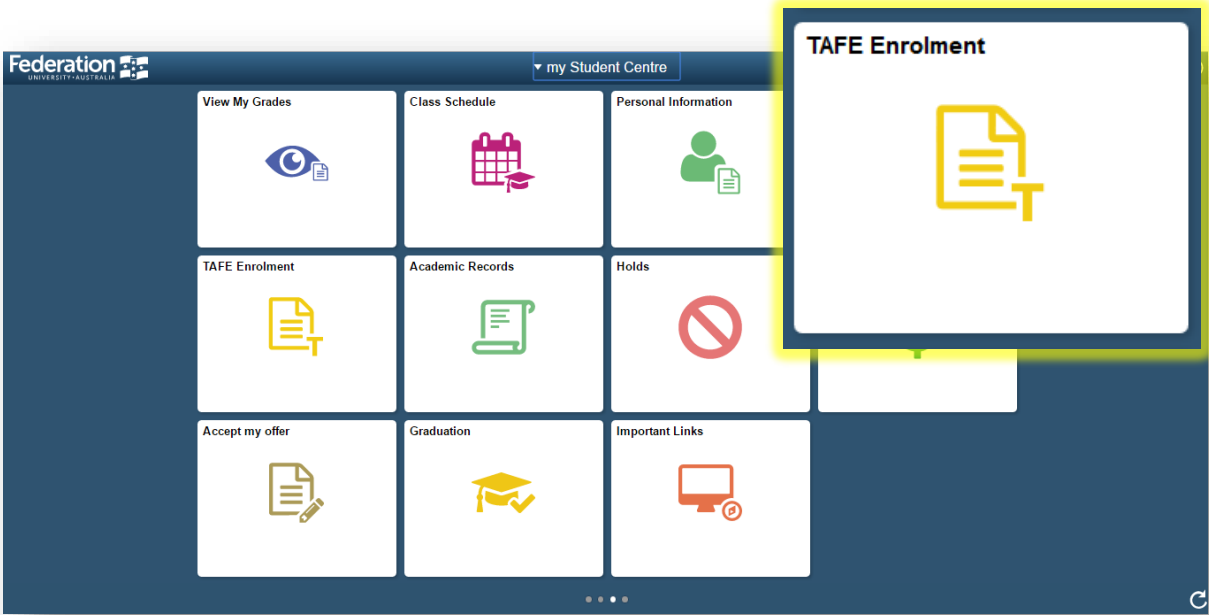 Federation
UNIVERSITY•AUSTRALIA
my Student Centre
TAFE Enrolment
T
View My Grades
Class Schedule
Personal Information
TAFE Enrolment
T
Academic Records
Holds
Accept my offer
Graduation
Important Links